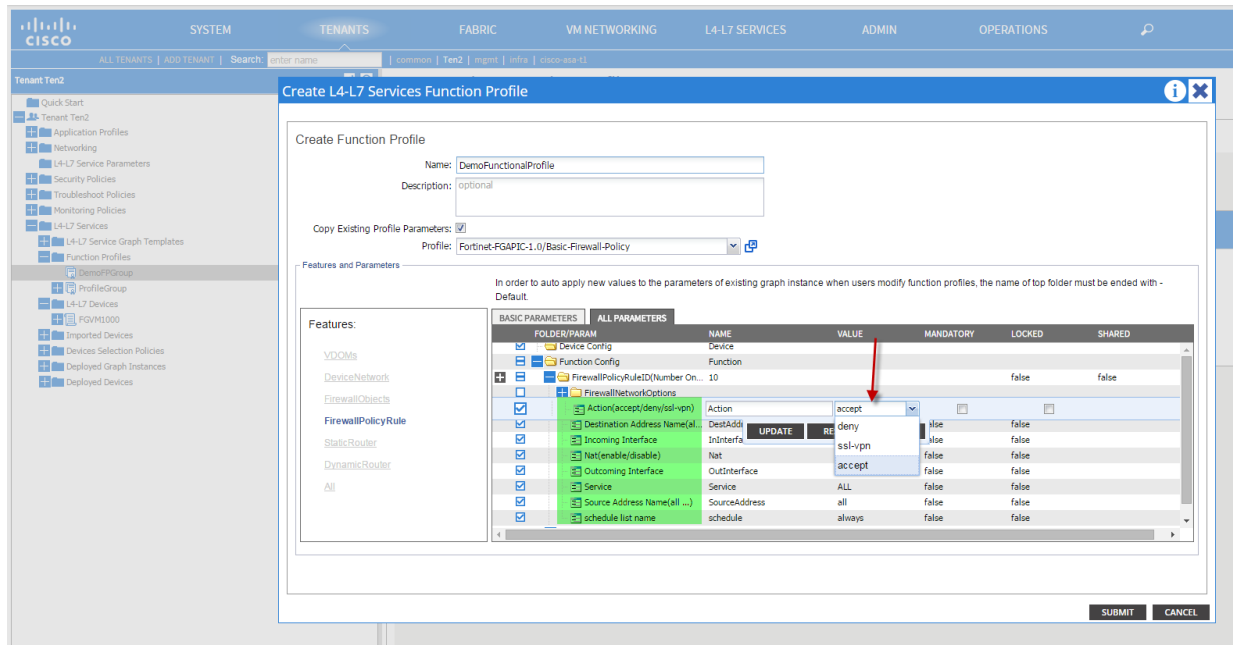 CISCO
SYSTEM TENANTS FABRIC VM NETWORKING L4-L7 SERVICES ADMIN OPERATIONS
ALL TENANTS | ADD TENANT | Search: enter name | common | Ten2 | mgmt | infra | cisco-asa-t1
Tenant Ten2
Quick Start
Tenant Ten2
Application Profiles
Networking
L4-L7 Service Parameters
Security Policies
Troubleshoot Policies
Monitoring Policies
L4-L7 Services
L4-L7 Service Graph Templates
Function Profiles
DemoFPGroup
ProfileGroup
L4-L7 Devices
FGVM1000
Imported Devices
Devices Selection Policies
Deployed Graph Instances
Deployed Devices
Create L4-L7 Services Function Profile
Create Function Profile
Name: DemoFunctionalProfile
Description: optional
Copy Existing Profile Parameters:
Profile: Fortinet-FGAPIC-1.0/Basic-Firewall-Policy
Features and Parameters
In order to auto apply new values to the parameters of existing graph instance when users modify function profiles, the name of top folder must be ended with -
Default.
Features:
VDOMs
DeviceNetwork
FirewallObjects
FirewallPolicyRule
StaticRouter
DynamicRouter
All
BASIC PARAMETERS ALL PARAMETERS
FOLDER/PARAM NAME VALUE MANDATORY LOCKED SHARED
Device Config Device
Function Config Function
FirewallPolicyRuleID(Number On... 10 false false
FirewallNetworkOptions
Action(accept/deny/ssl-vpn) Action accept
Destination Address Name(al... DestAdd false false
Incoming Interface InInterfa false false
Nat(enable/disable) Nat false false
Outcoming Interface OutInterface false false
Service Service ALL false false
Source Address Name(all ...) SourceAddress all false false
schedule list name schedule always false false
UPDATE RE
deny
ssl-vpn
accept
SUBMIT CANCEL